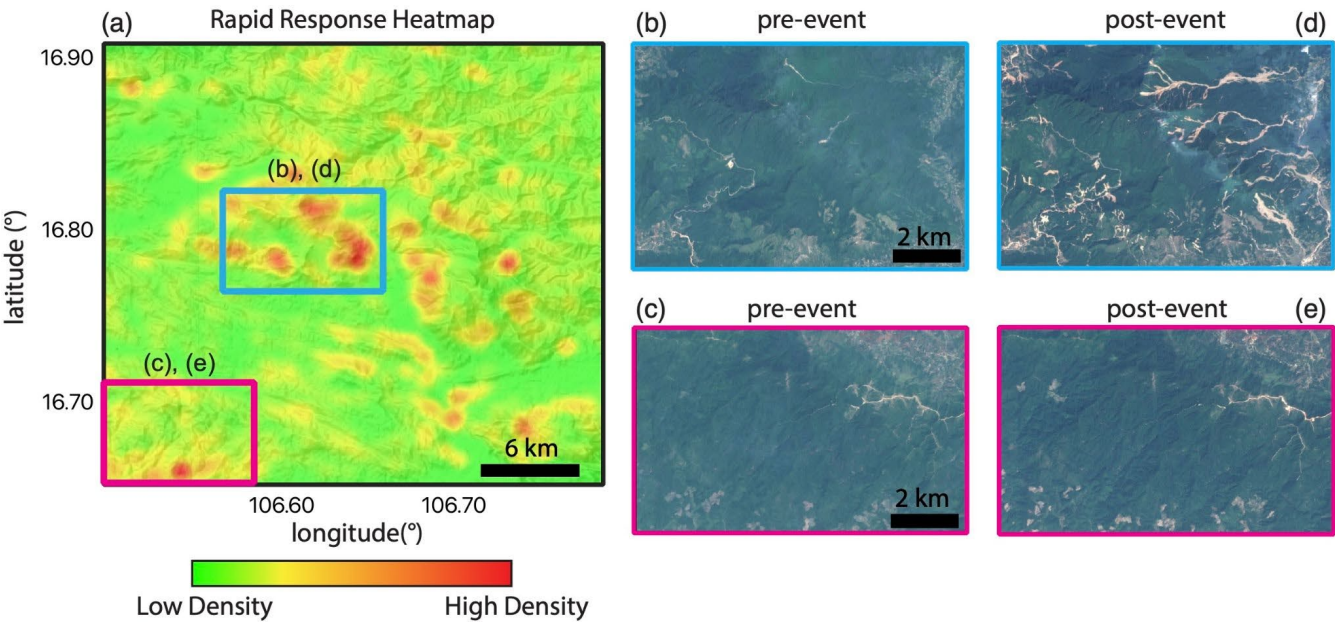 (a)
Rapid Response Heatmap
(b)
pre-event
post-event
(d)
16.90
16.80
16.70
latitude (°)
(b), (d)
(c), (e)
6 km
2 km
106.60
106.70
longitude(°)
(c)
pre-event
post-event
(e)
2 km
Low Density
High Density